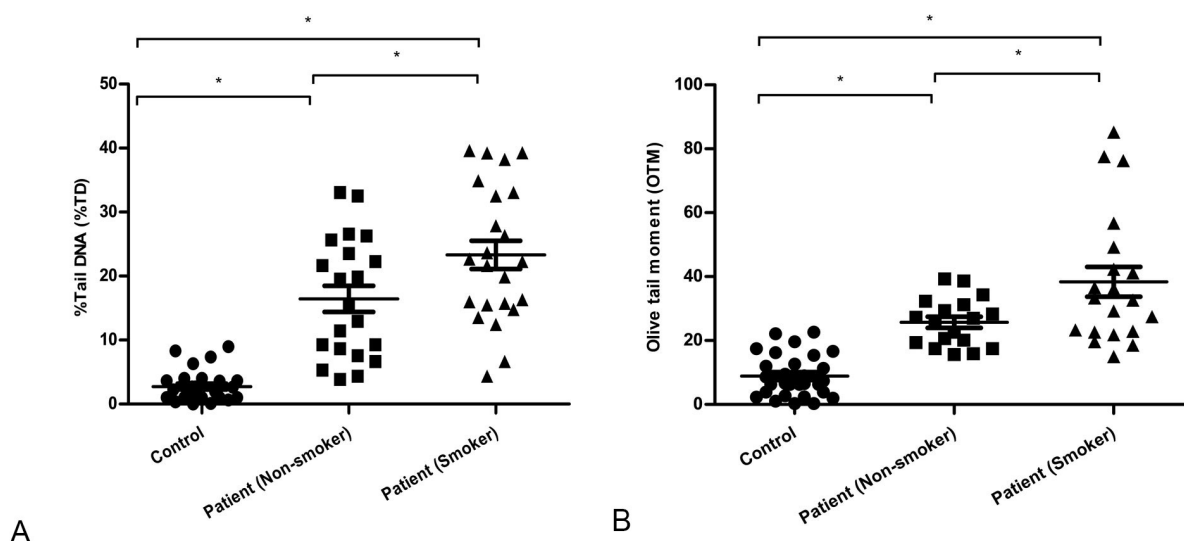 *
*
*
50
40
30
20
10
0
%Tail DNA (%TD)
Control
Patient (Non-smoker)
Patient (Smoker)
A
*
*
*
100
80
60
40
20
0
Olive tail moment (OTM)
Control
Patient (Non-smoker)
Patient (Smoker)
B